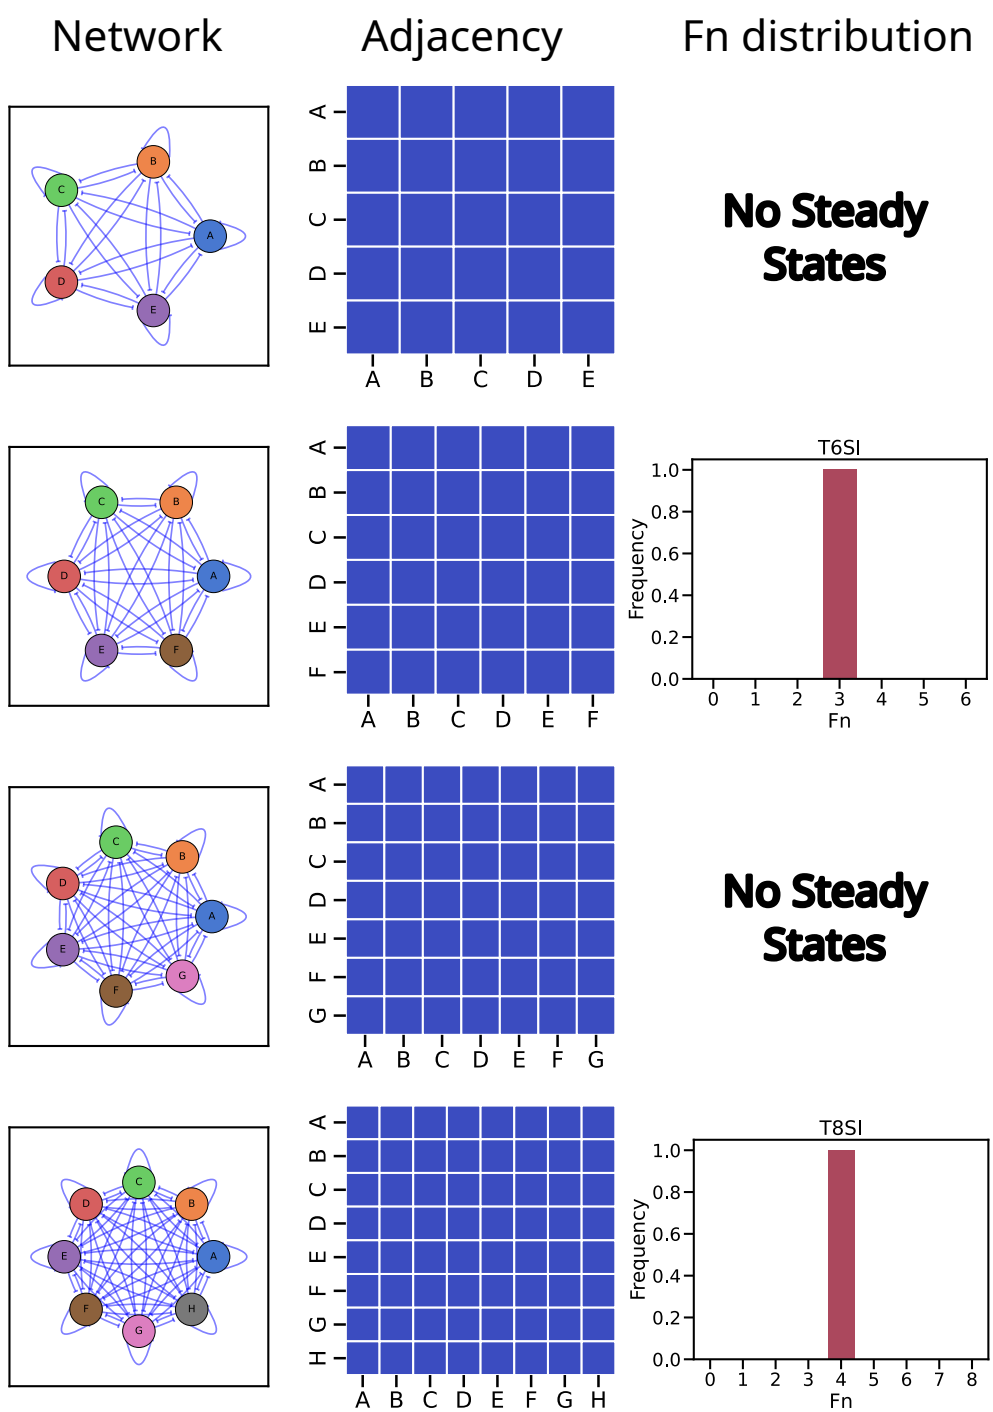 Network Adjacency Fn distribution
B
C
A
D
E
A
B
C
D
E
A B C D E
No Steady
States
C B
D A
E F
A
B
C
D
E
F
A B C D E F
T6SI
Frequency
1.0
0.8
0.6
0.4
0.2
0.0
0 1 2 3 4 5 6
Fn
C
B
D
A
E
G
F
A
B
C
D
E
F
G
A B C D E F G
No Steady
States
C
D B
E A
F H
G
A
B
C
D
E
F
G
H
A B C D E F G H
T8SI
Frequency
1.0
0.8
0.6
0.4
0.2
0.0
0 1 2 3 4 5 6 7 8
Fn